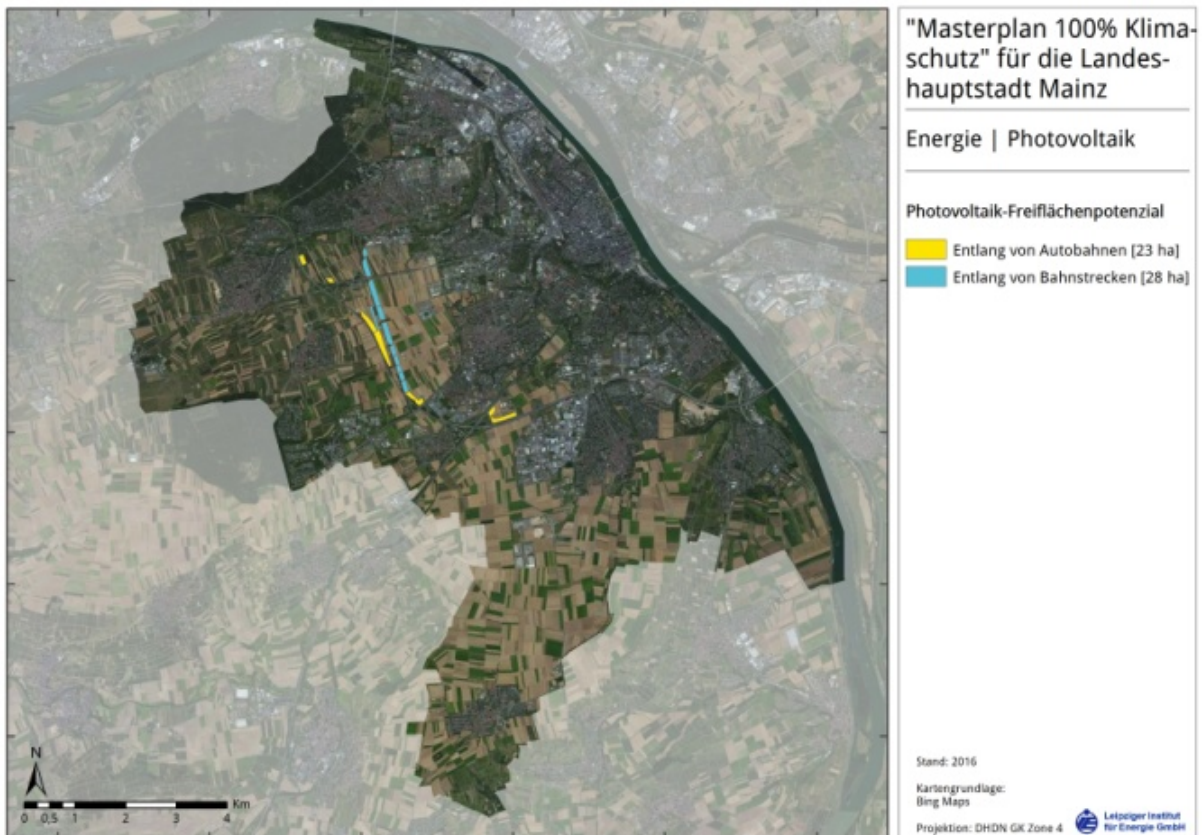 "Masterplan 100% Klima-
schutz" für die Landes-
hauptstadt Mainz
Energie | Photovoltaik
Photovoltaik-Freiflächenpotenzial
Entlang von Autobahnen [23 ha]
Entlang von Bahnstrecken [28 ha]
N
Km
0 0,5 1 2 3 4
Stand: 2016
Kartengrundlage:
Bing Maps
Projektion: DHDN GK Zone 4
Leipziger Institut
für Energie GmbH